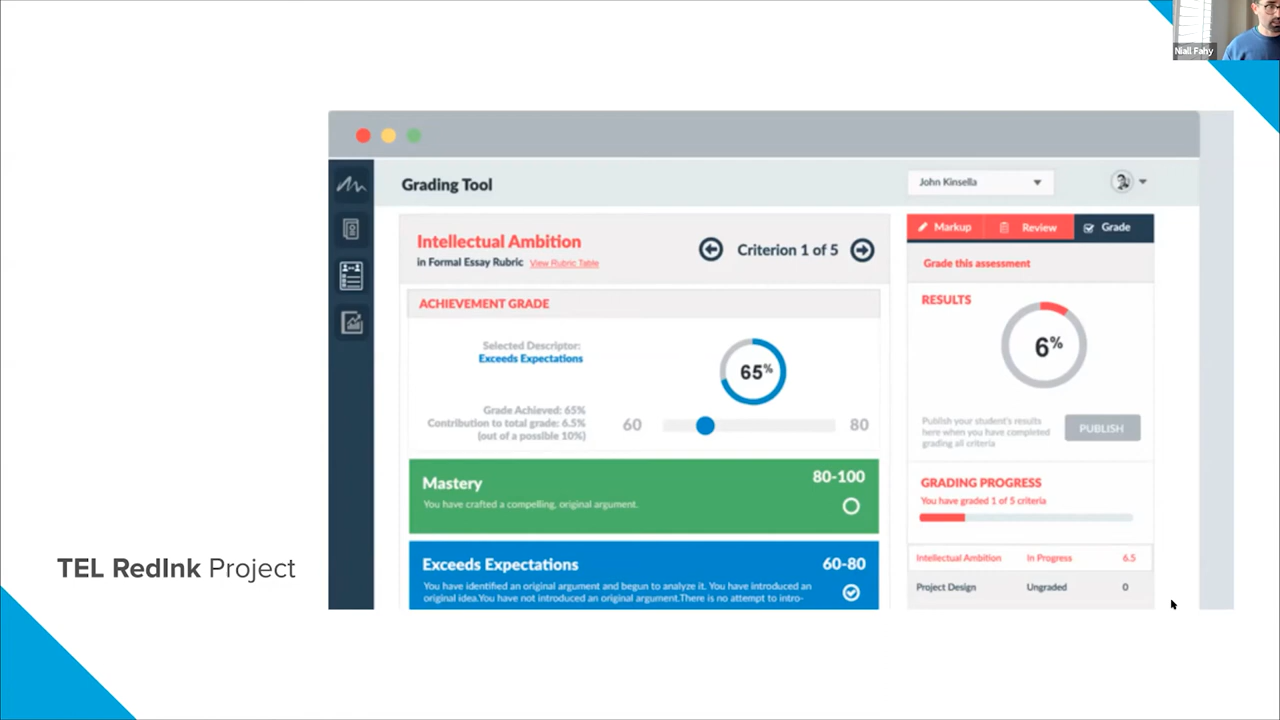 Niall Fahy
Grading Tool
John Kinsella
Intellectual Ambition
in Formal Essay Rubric View Rubric Table
Criterion 1 of 5
Markup
Review
Grade
Grade this assessment
ACHIEVEMENT GRADE
Selected Descriptor:
Exceeds Expectations
65%
Grade Achieved: 65%
Contribution to total grade: 6.5%
(out of a possible 10%)
60
80
RESULTS
6%
Publish your student's results
here when you have completed
grading all criteria
PUBLISH
Mastery
80-100
You have crafted a compelling, original argument.
GRADING PROGRESS
You have graded 1 of 5 criteria
Exceeds Expectations
60-80
You have identified an original argument and begun to analyze it. You have introduced an
original idea.You have not introduced an original argument.There is no attempt to intro-
Intellectual Ambition In Progress 6.5
Project Design Ungraded 0
TEL RedInk Project